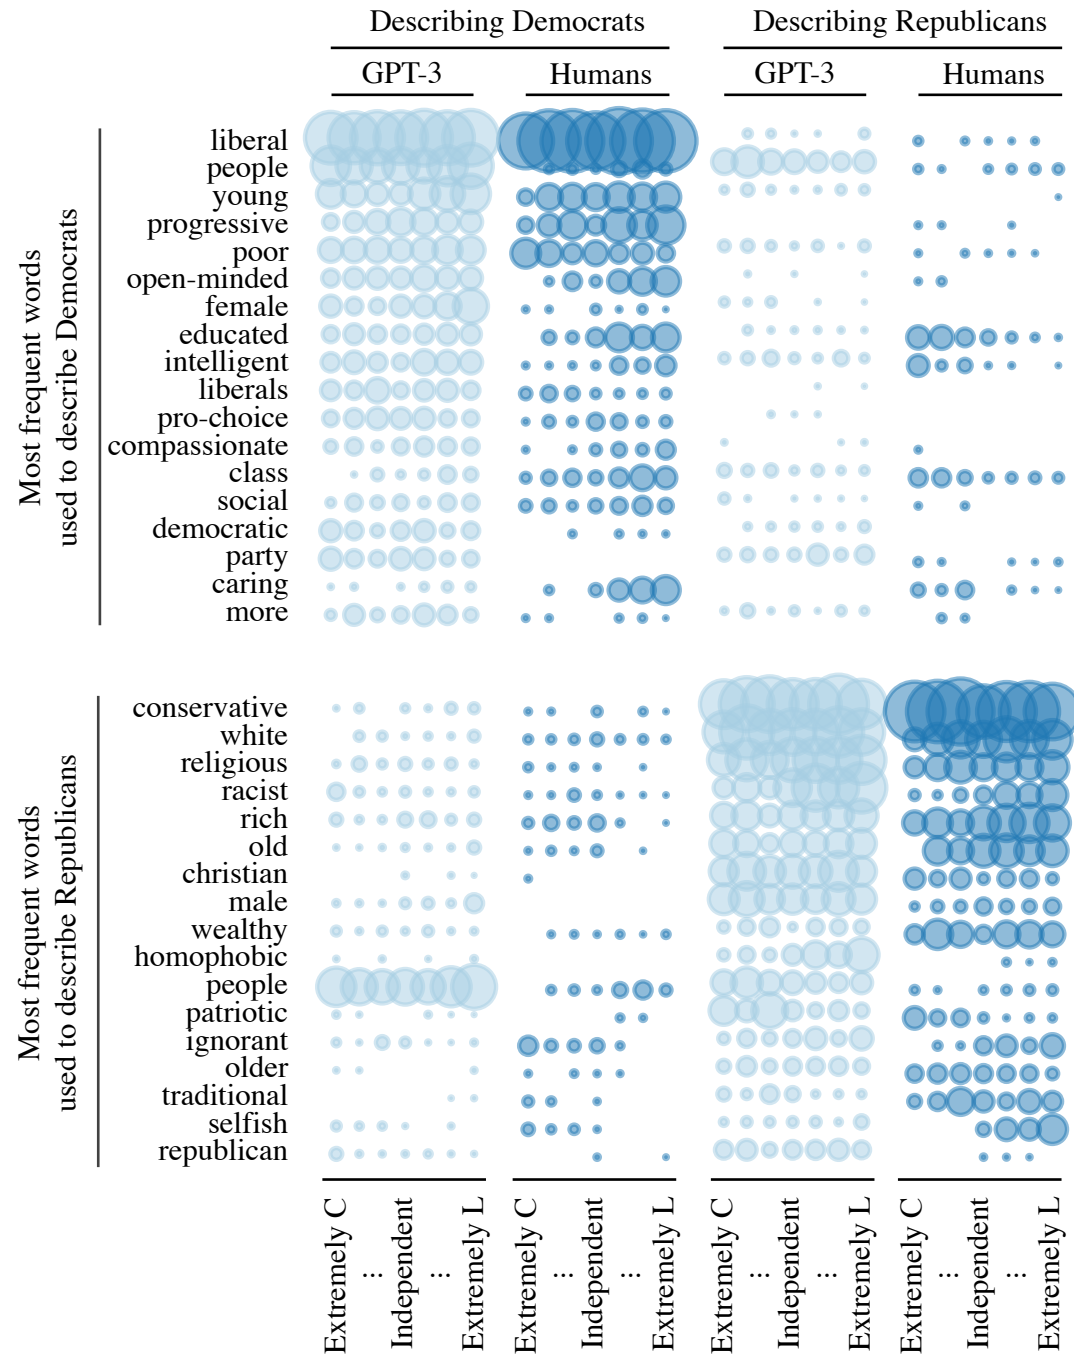 Describing Democrats
Describing Republicans
GPT-3
Humans
GPT-3
Humans
Most frequent words
used to describe Democrats
liberal
people
young
progressive
poor
open-minded
female
educated
intelligent
liberals
pro-choice
compassionate
class
social
democratic
party
caring
more
Most frequent words
used to describe Republicans
conservative
white
religious
racist
rich
old
christian
male
wealthy
homophobic
people
patriotic
ignorant
older
traditional
selfish
republican
Extremely C
...
Independent
...
Extremely L
Extremely C
...
Independent
...
Extremely L
Extremely C
...
Independent
...
Extremely L
Extremely C
...
Independent
...
Extremely L